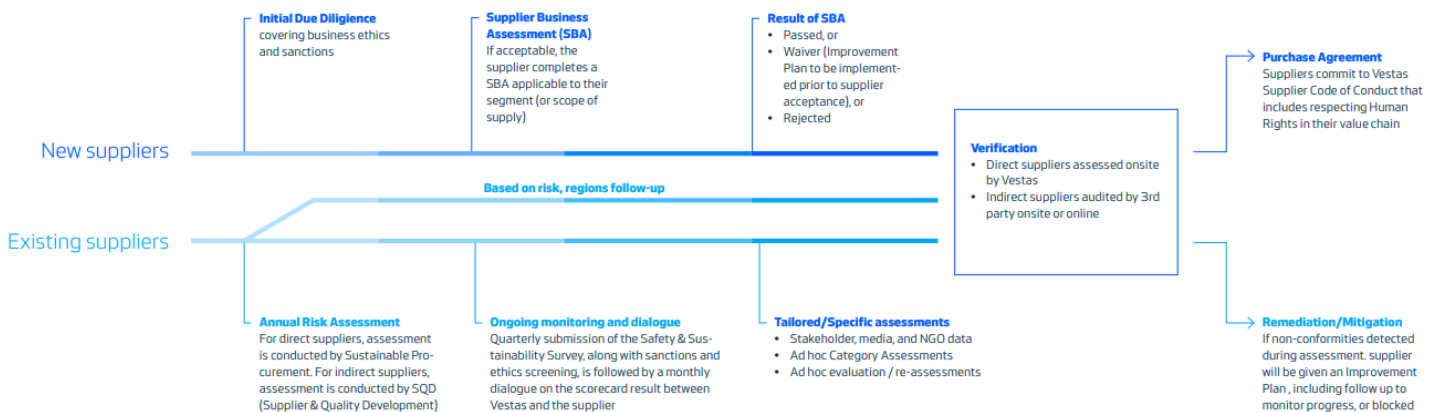 Initial Due Diligience
covering business ethics
and sanctions
Supplier Business
Assessment (SBA)
If acceptable, the
supplier completes a
SBA applicable to their
segment (or scope of
supply)
Result of SBA
• Passed, or
• Waiver (Improvement
Plan to be implement-
ed prior to supplier
acceptance), or
• Rejected
Purchase Agreement
Suppliers commit to Vestas
Supplier Code of Conduct that
includes respecting Human
Rights in their value chain
New suppliers
Verification
• Direct suppliers assessed onsite
by Vestas
• Indirect suppliers audited by 3rd
party onsite or online
Based on risk, regions follow-up
Existing suppliers
Annual Risk Assessment
For direct suppliers, assessment
is conducted by Sustainable Pro-
curement. For indirect suppliers,
assessment is conducted by SQD
(Supplier & Quality Development)
Ongoing monitoring and dialogue
Quarterly submission of the Safety & Sus-
tainability Survey, along with sanctions and
ethics screening, is followed by a monthly
dialogue on the scorecard result between
Vestas and the supplier
Tailored/Specific assessments
• Stakeholder, media, and NGO data
• Ad hoc Category Assessments
• Ad hoc evaluation / re-assessments
Remediation/Mitigation
If non-conformities detected
during assessment. supplier
will be given an Improvement
Plan , including follow up to
monitor progress, or blocked